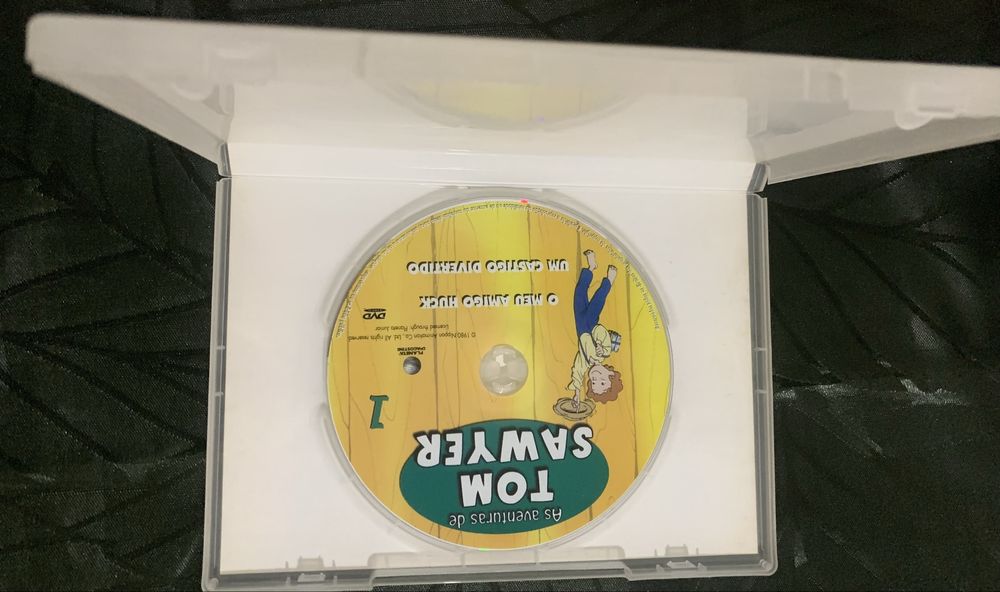 As aventuras de
TOM
SAWYER
1
PLANETA
DeAGOSTINI
© 1980 Nippon Animation Co., Ltd. All rights reserved.
Licensed through: Planeta Junior
DVD
VIDEO
O MEU AMIGO HUCK
UM CASTIGO DIVERTIDO